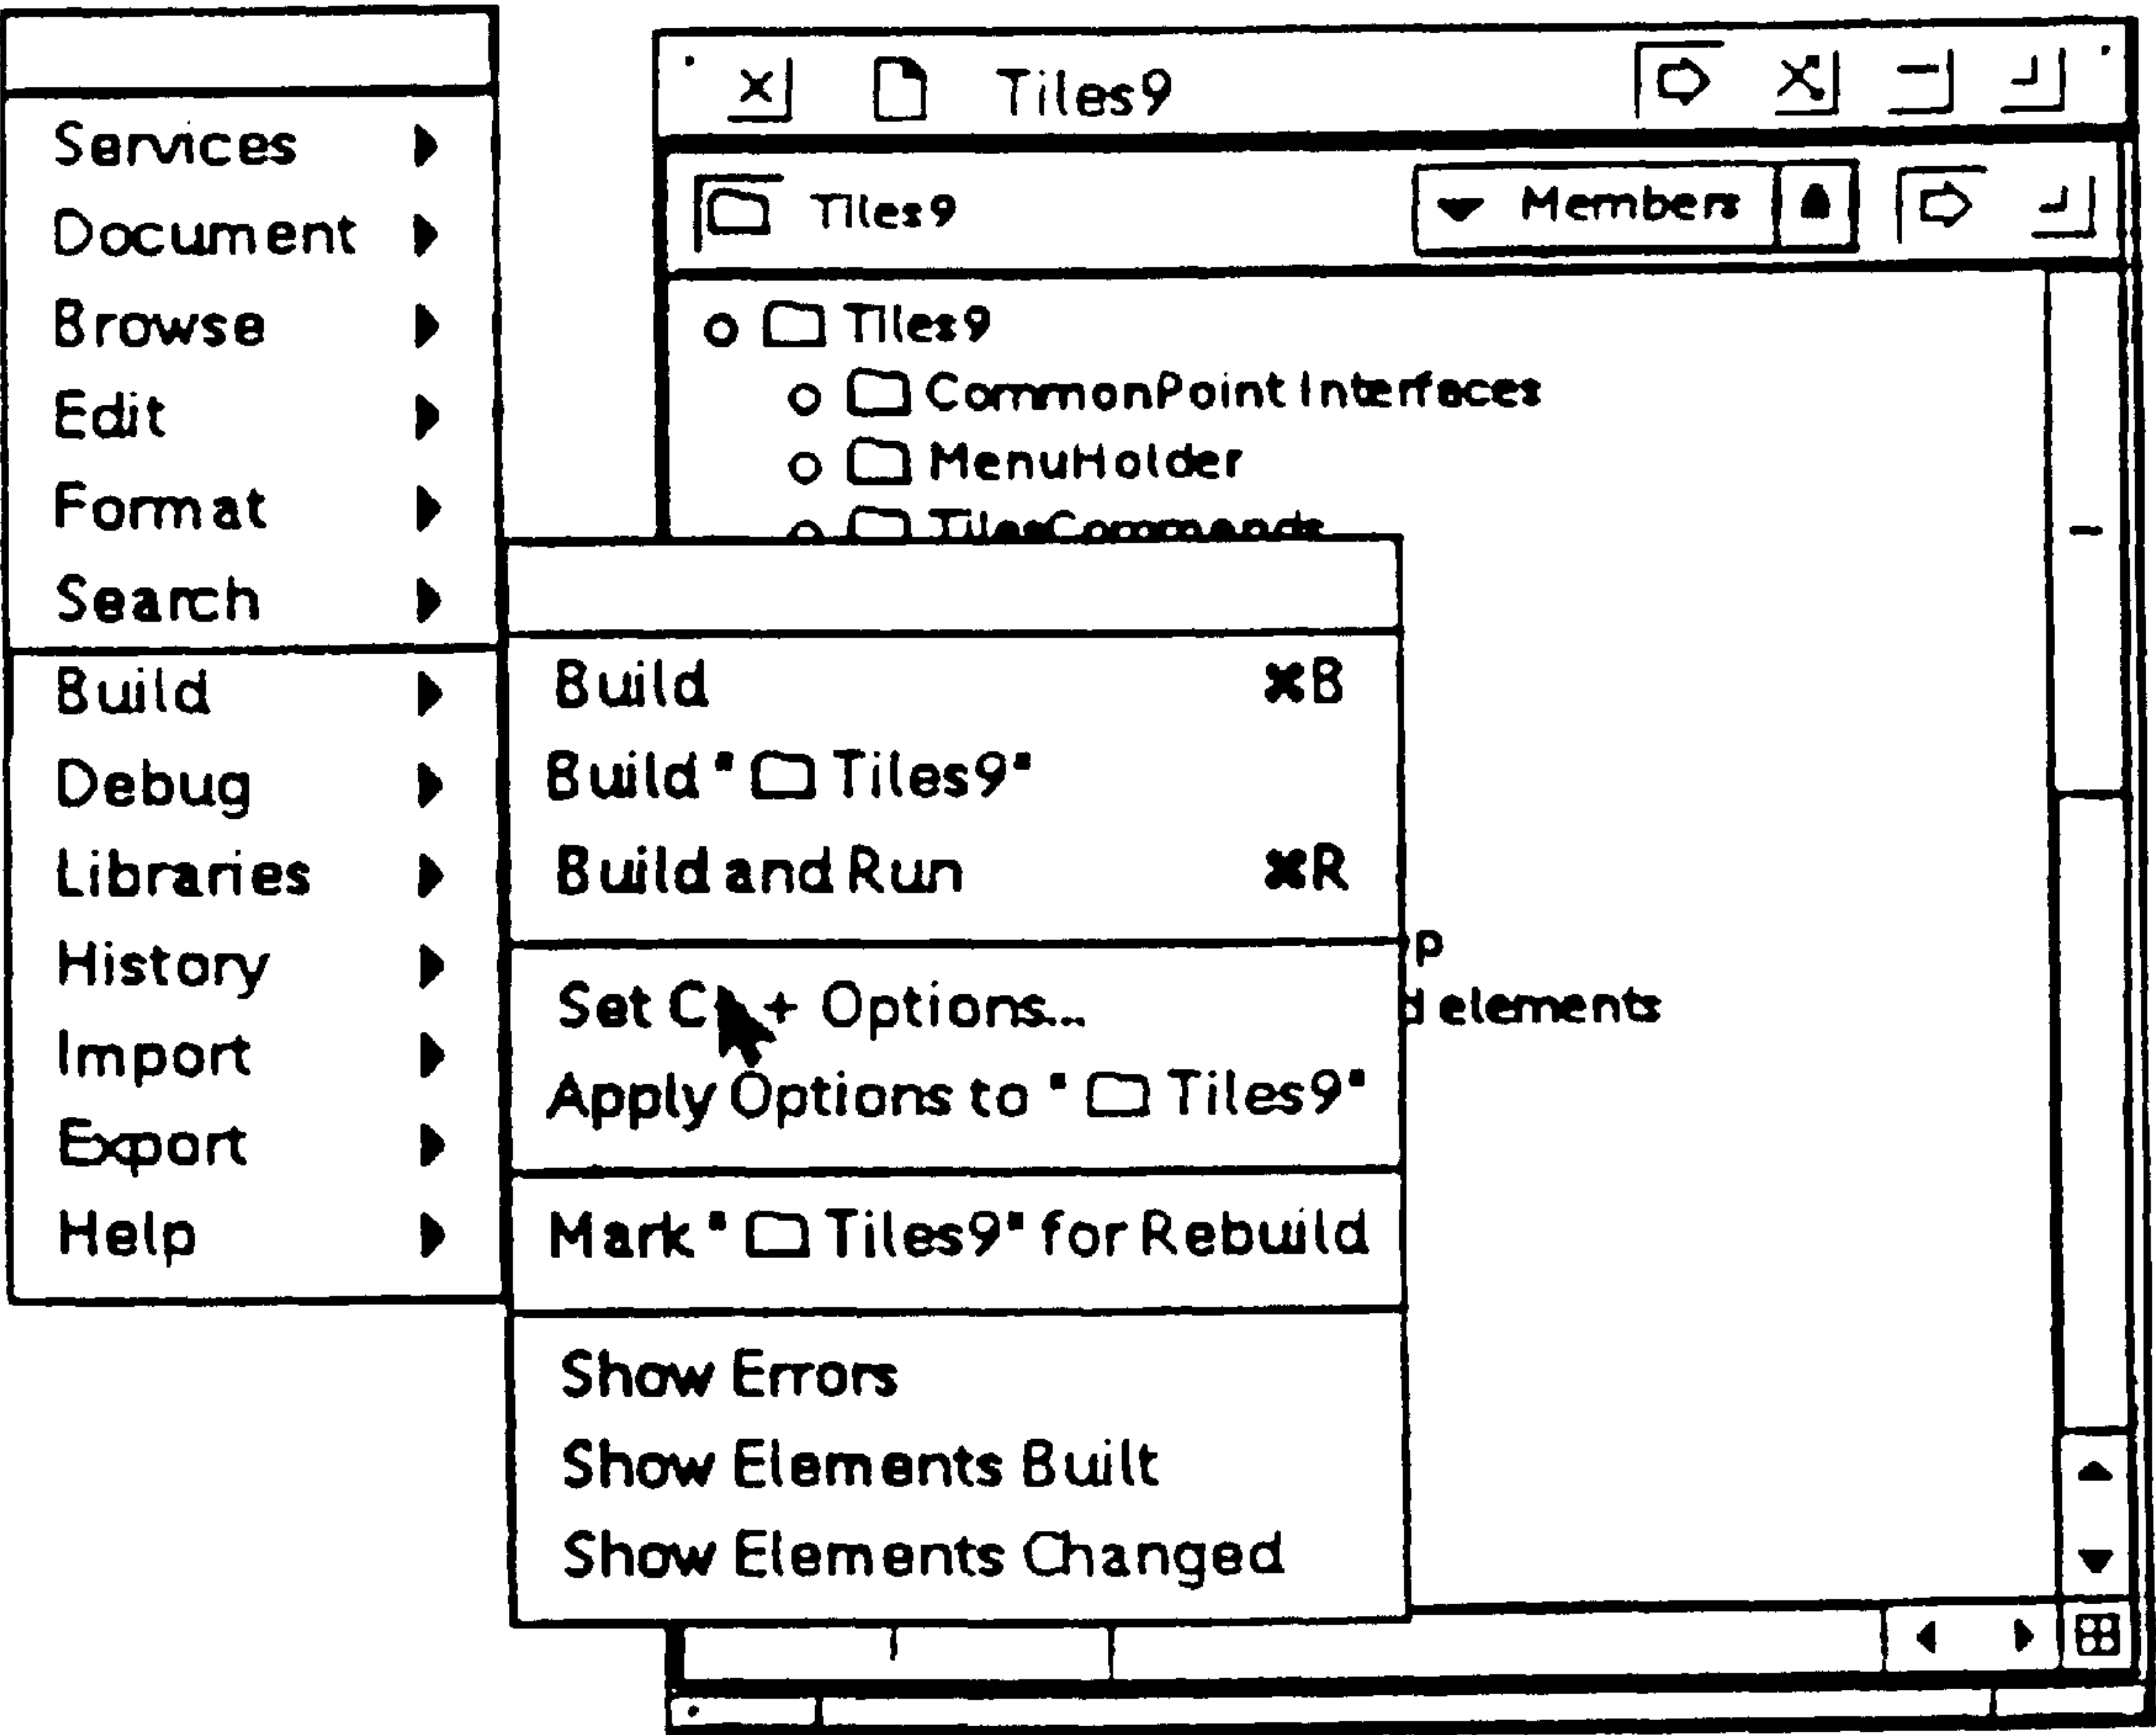 Services
Document
Browse
Edit
Format
Search
Build
Debug
Libraries
History
Import
Export
Help
Tiles9
Tiles9
Members
Tiles9
CommonPoint Interfaces
MenuHolder
TilesCommands
Build ⌘B
Build "Tiles9"
Build and Run ⌘R
Set C++ Options...
Apply Options to "Tiles9"
Mark "Tiles9" for Rebuild
Show Errors
Show Elements Built
Show Elements Changed
p
d elements